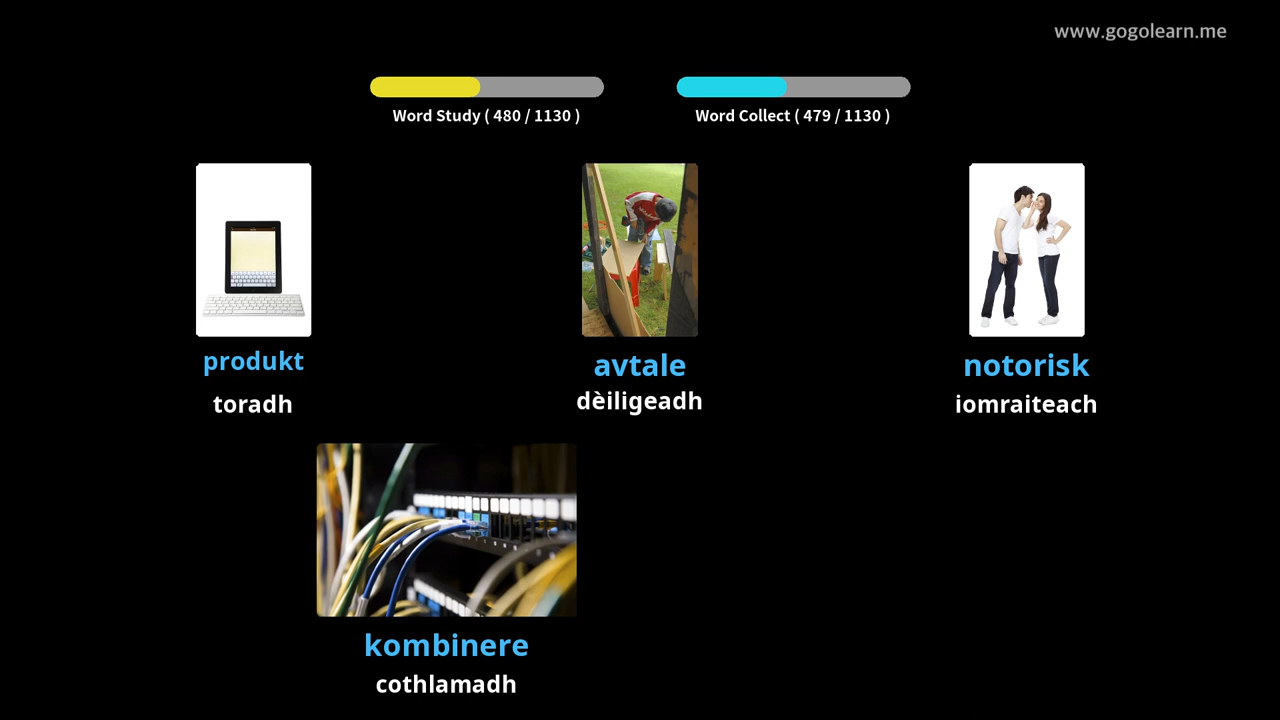 www.gogolearn.me
Word Study ( 480 / 1130 )
Word Collect ( 479 / 1130 )
produkt
toradh
avtale
dèiligeadh
notorisk
iomraiteach
kombinere
cothlamadh